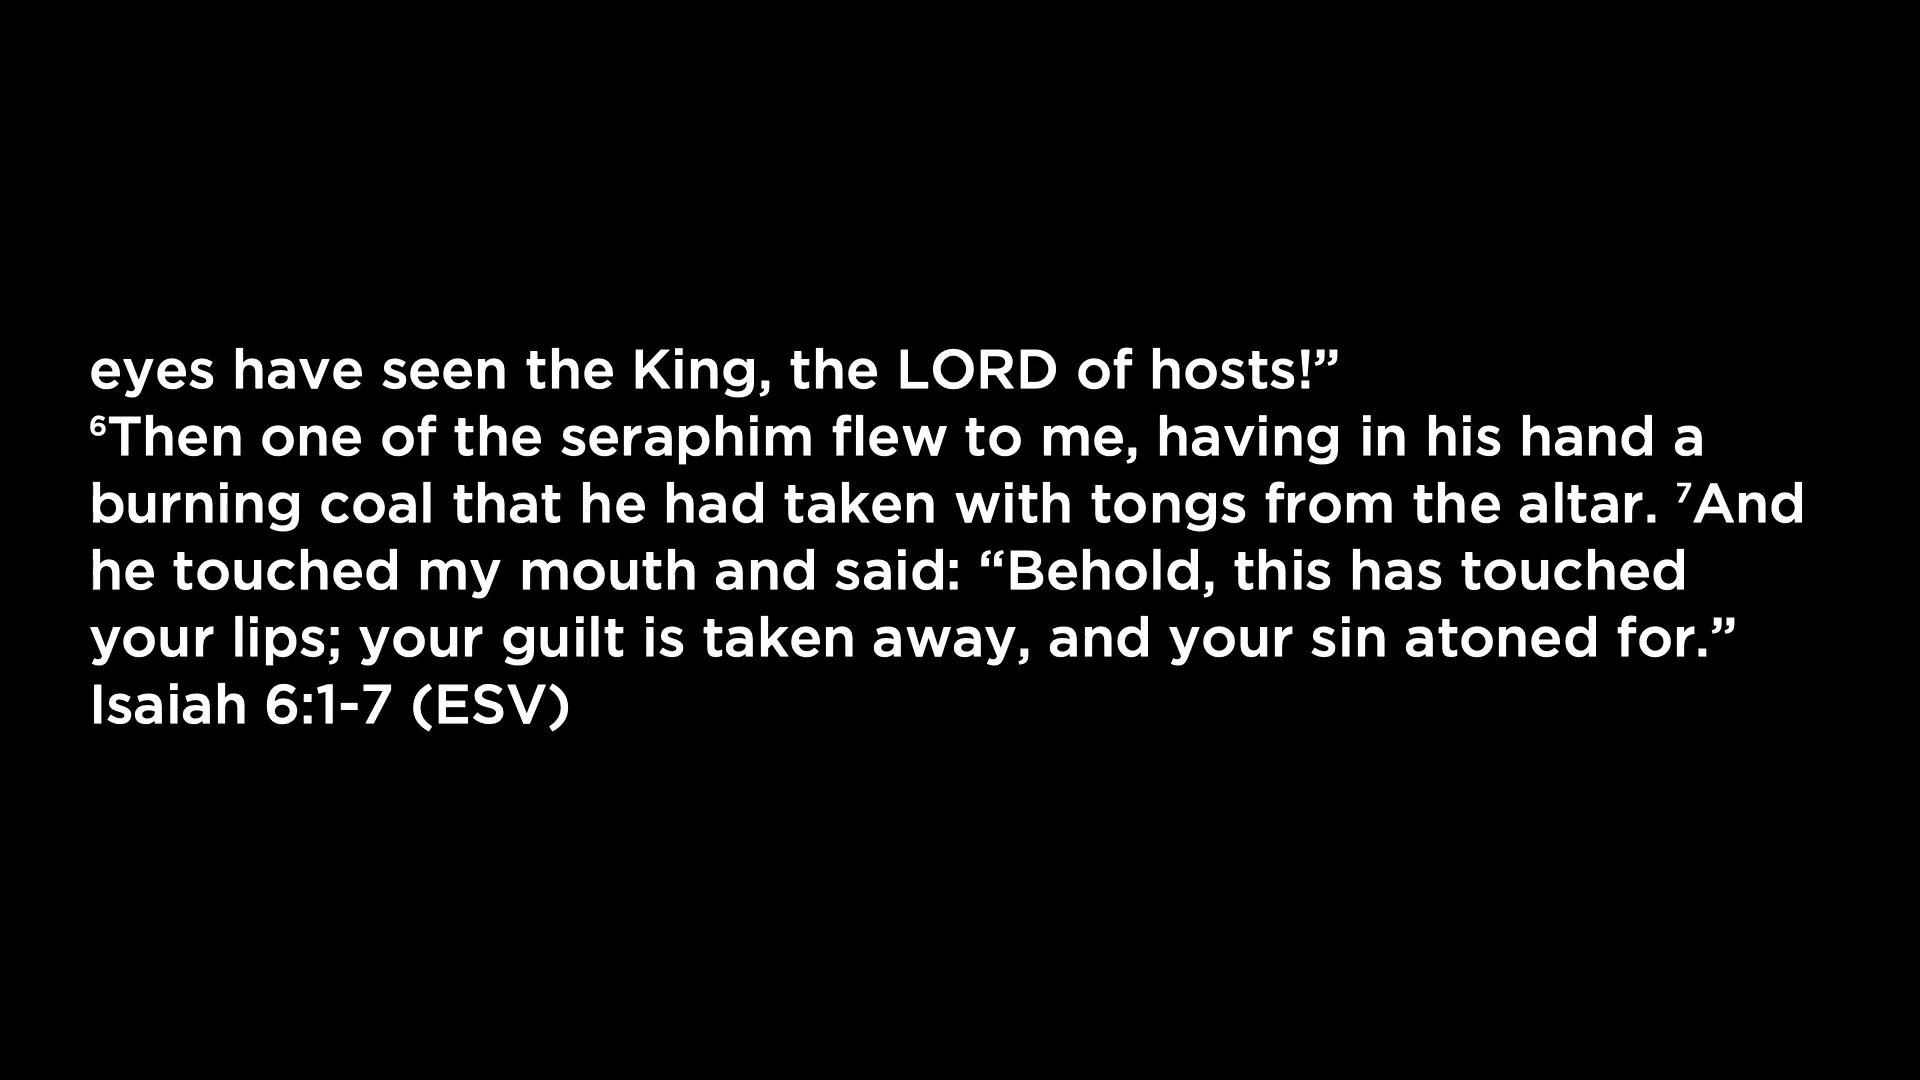 eyes have seen the King, the LORD of hosts!”
⁶Then one of the seraphim flew to me, having in his hand a
burning coal that he had taken with tongs from the altar. ⁷And
he touched my mouth and said: “Behold, this has touched
your lips; your guilt is taken away, and your sin atoned for.”
Isaiah 6:1-7 (ESV)